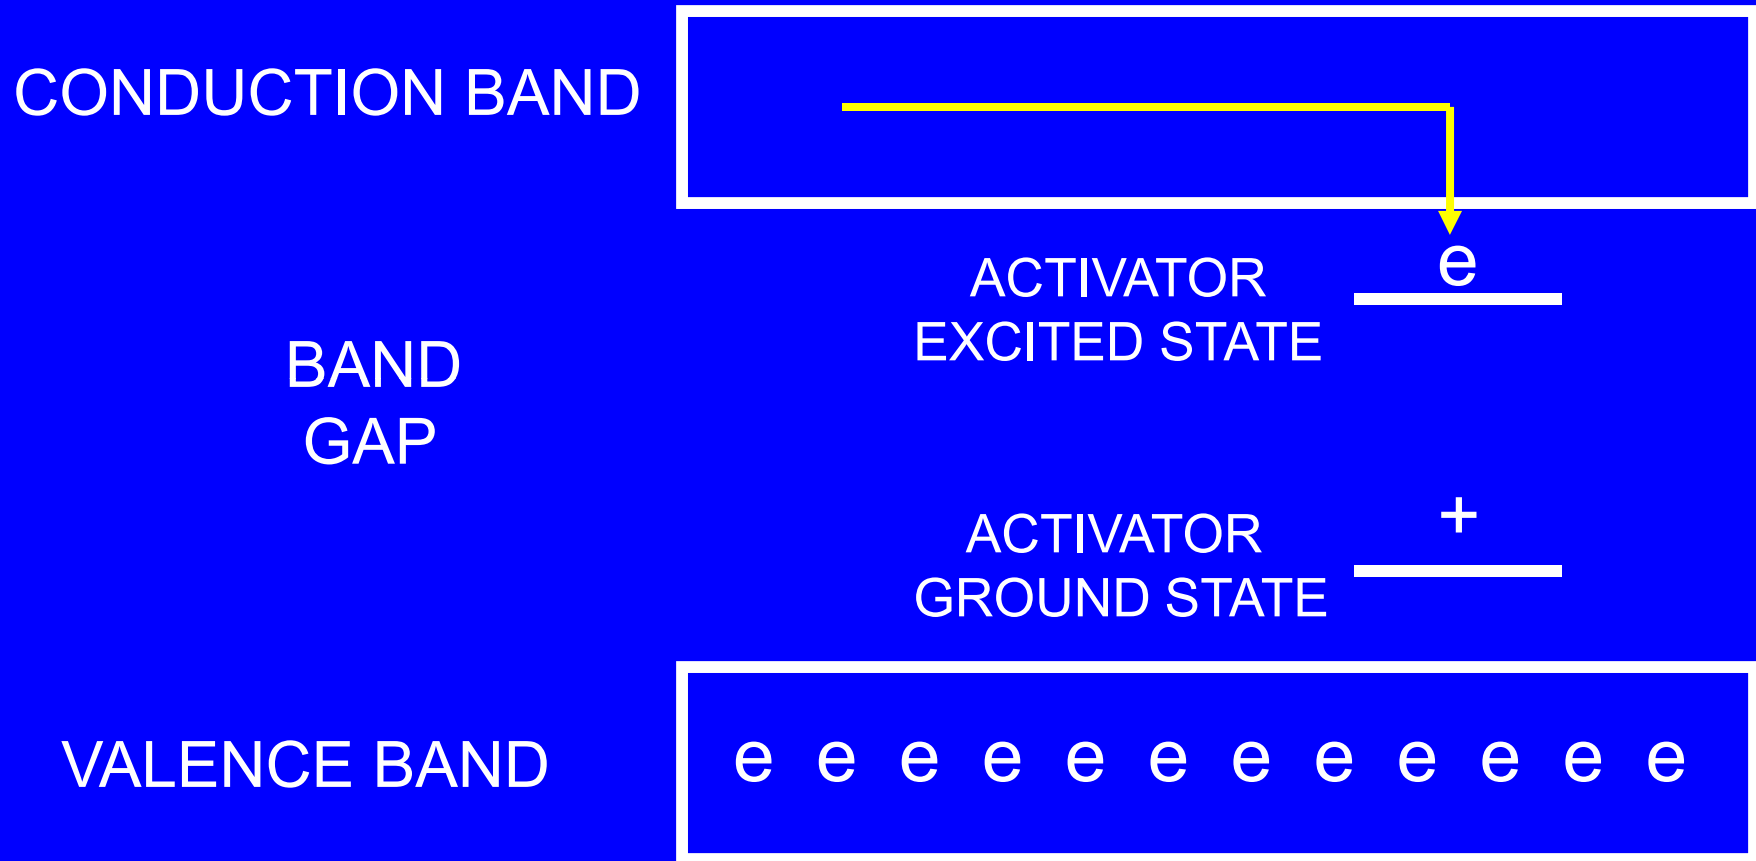 CONDUCTION BAND
e
ACTIVATOR
EXCITED STATE
BAND
GAP
+
ACTIVATOR
GROUND STATE
VALENCE BAND
e e e e e e e e e e e e